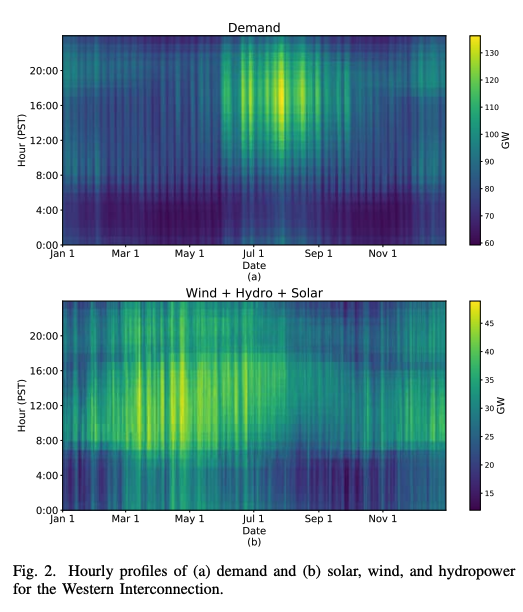 Demand
20:00
16:00
12:00
8:00
4:00
0:00
Hour (PST)
Jan 1 Mar 1 May 1 Jul 1 Sep 1 Nov 1
Date
(a)
130
120
110
100
90
80
70
60
GW
Wind + Hydro + Solar
20:00
16:00
12:00
8:00
4:00
0:00
Hour (PST)
Jan 1 Mar 1 May 1 Jul 1 Sep 1 Nov 1
Date
(b)
45
40
35
30
25
20
15
GW
Fig. 2. Hourly profiles of (a) demand and (b) solar, wind, and hydropower
for the Western Interconnection.